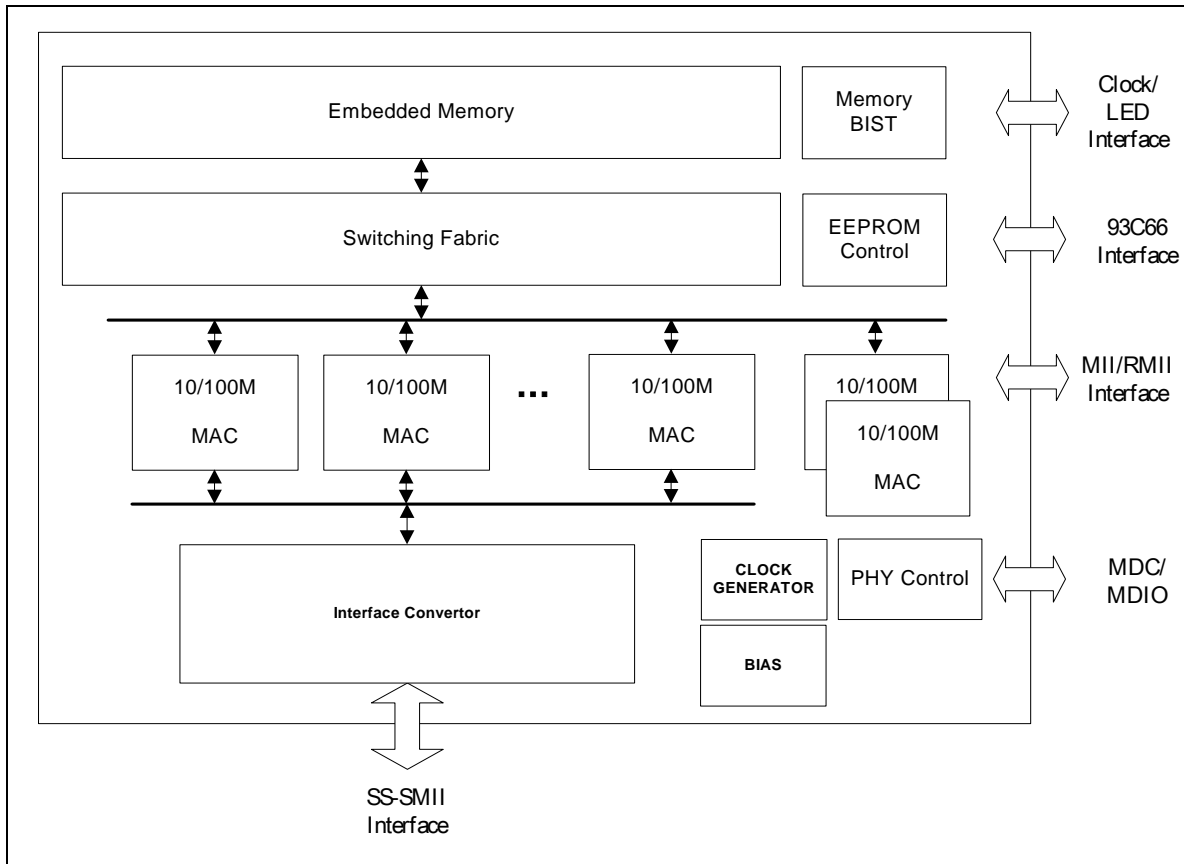 Embedded Memory
Memory
BIST
Clock/
LED
Interface
Switching Fabric
EEPROM
Control
93C66
Interface
10/100M
MAC
10/100M
MAC
...
10/100M
MAC
10/100M
10/100M
MAC
MII/RMII
Interface
Interface Convertor
CLOCK
GENERATOR
PHY Control
MDC/
MDIO
BIAS
SS-SMII
Interface